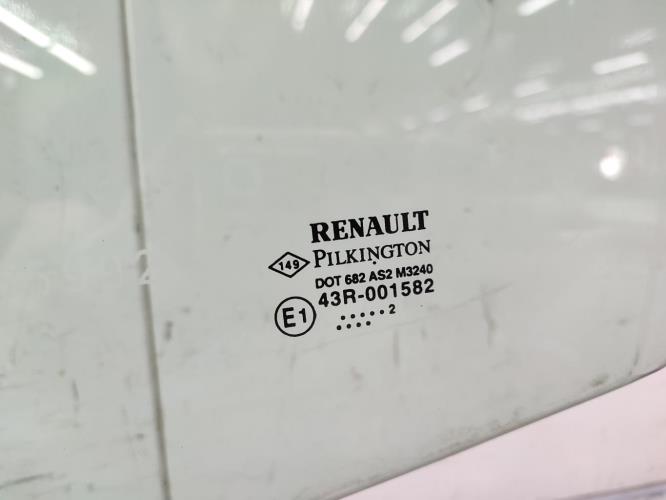 RENAULT
149 PILKINGTON
DOT 682 AS2 M3240
43R-001582
E1
..... 2
....